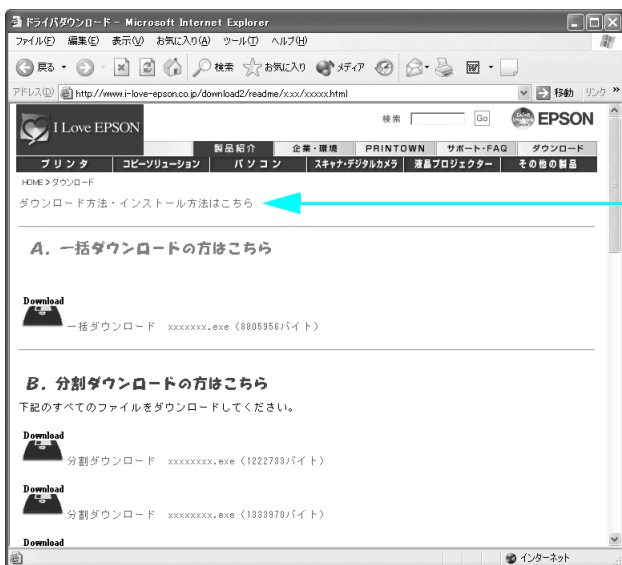 ドライバダウンロード - Microsoft Internet Explorer
ファイル(F) 編集(E) 表示(V) お気に入り(A) ツール(T) ヘルプ(H)
戻る 検索 お気に入り メディア
アドレス(D) http://www.i-love-epson.co.jp/download2/readme/x.xx/xxxxx.html 移動 リンク »
I Love EPSON
検索 Go EPSON
製品紹介 企業・環境 PRINTOWN サポート・FAQ ダウンロード
プリンタ コピーソリューション パソコン スキャナ・デジタルカメラ 液晶プロジェクター その他の製品
HOME > ダウンロード
ダウンロード方法・インストール方法はこちら
A. 一括ダウンロードの方はこちら
Download
一括ダウンロード xxxxxxx.exe (8805956バイト)
B. 分割ダウンロードの方はこちら
下記のすべてのファイルをダウンロードしてください。
Download
分割ダウンロード xxxxxxxx.exe (1222733バイト)
Download
分割ダウンロード xxxxxxxx.exe (1333970バイト)
Download
インターネット